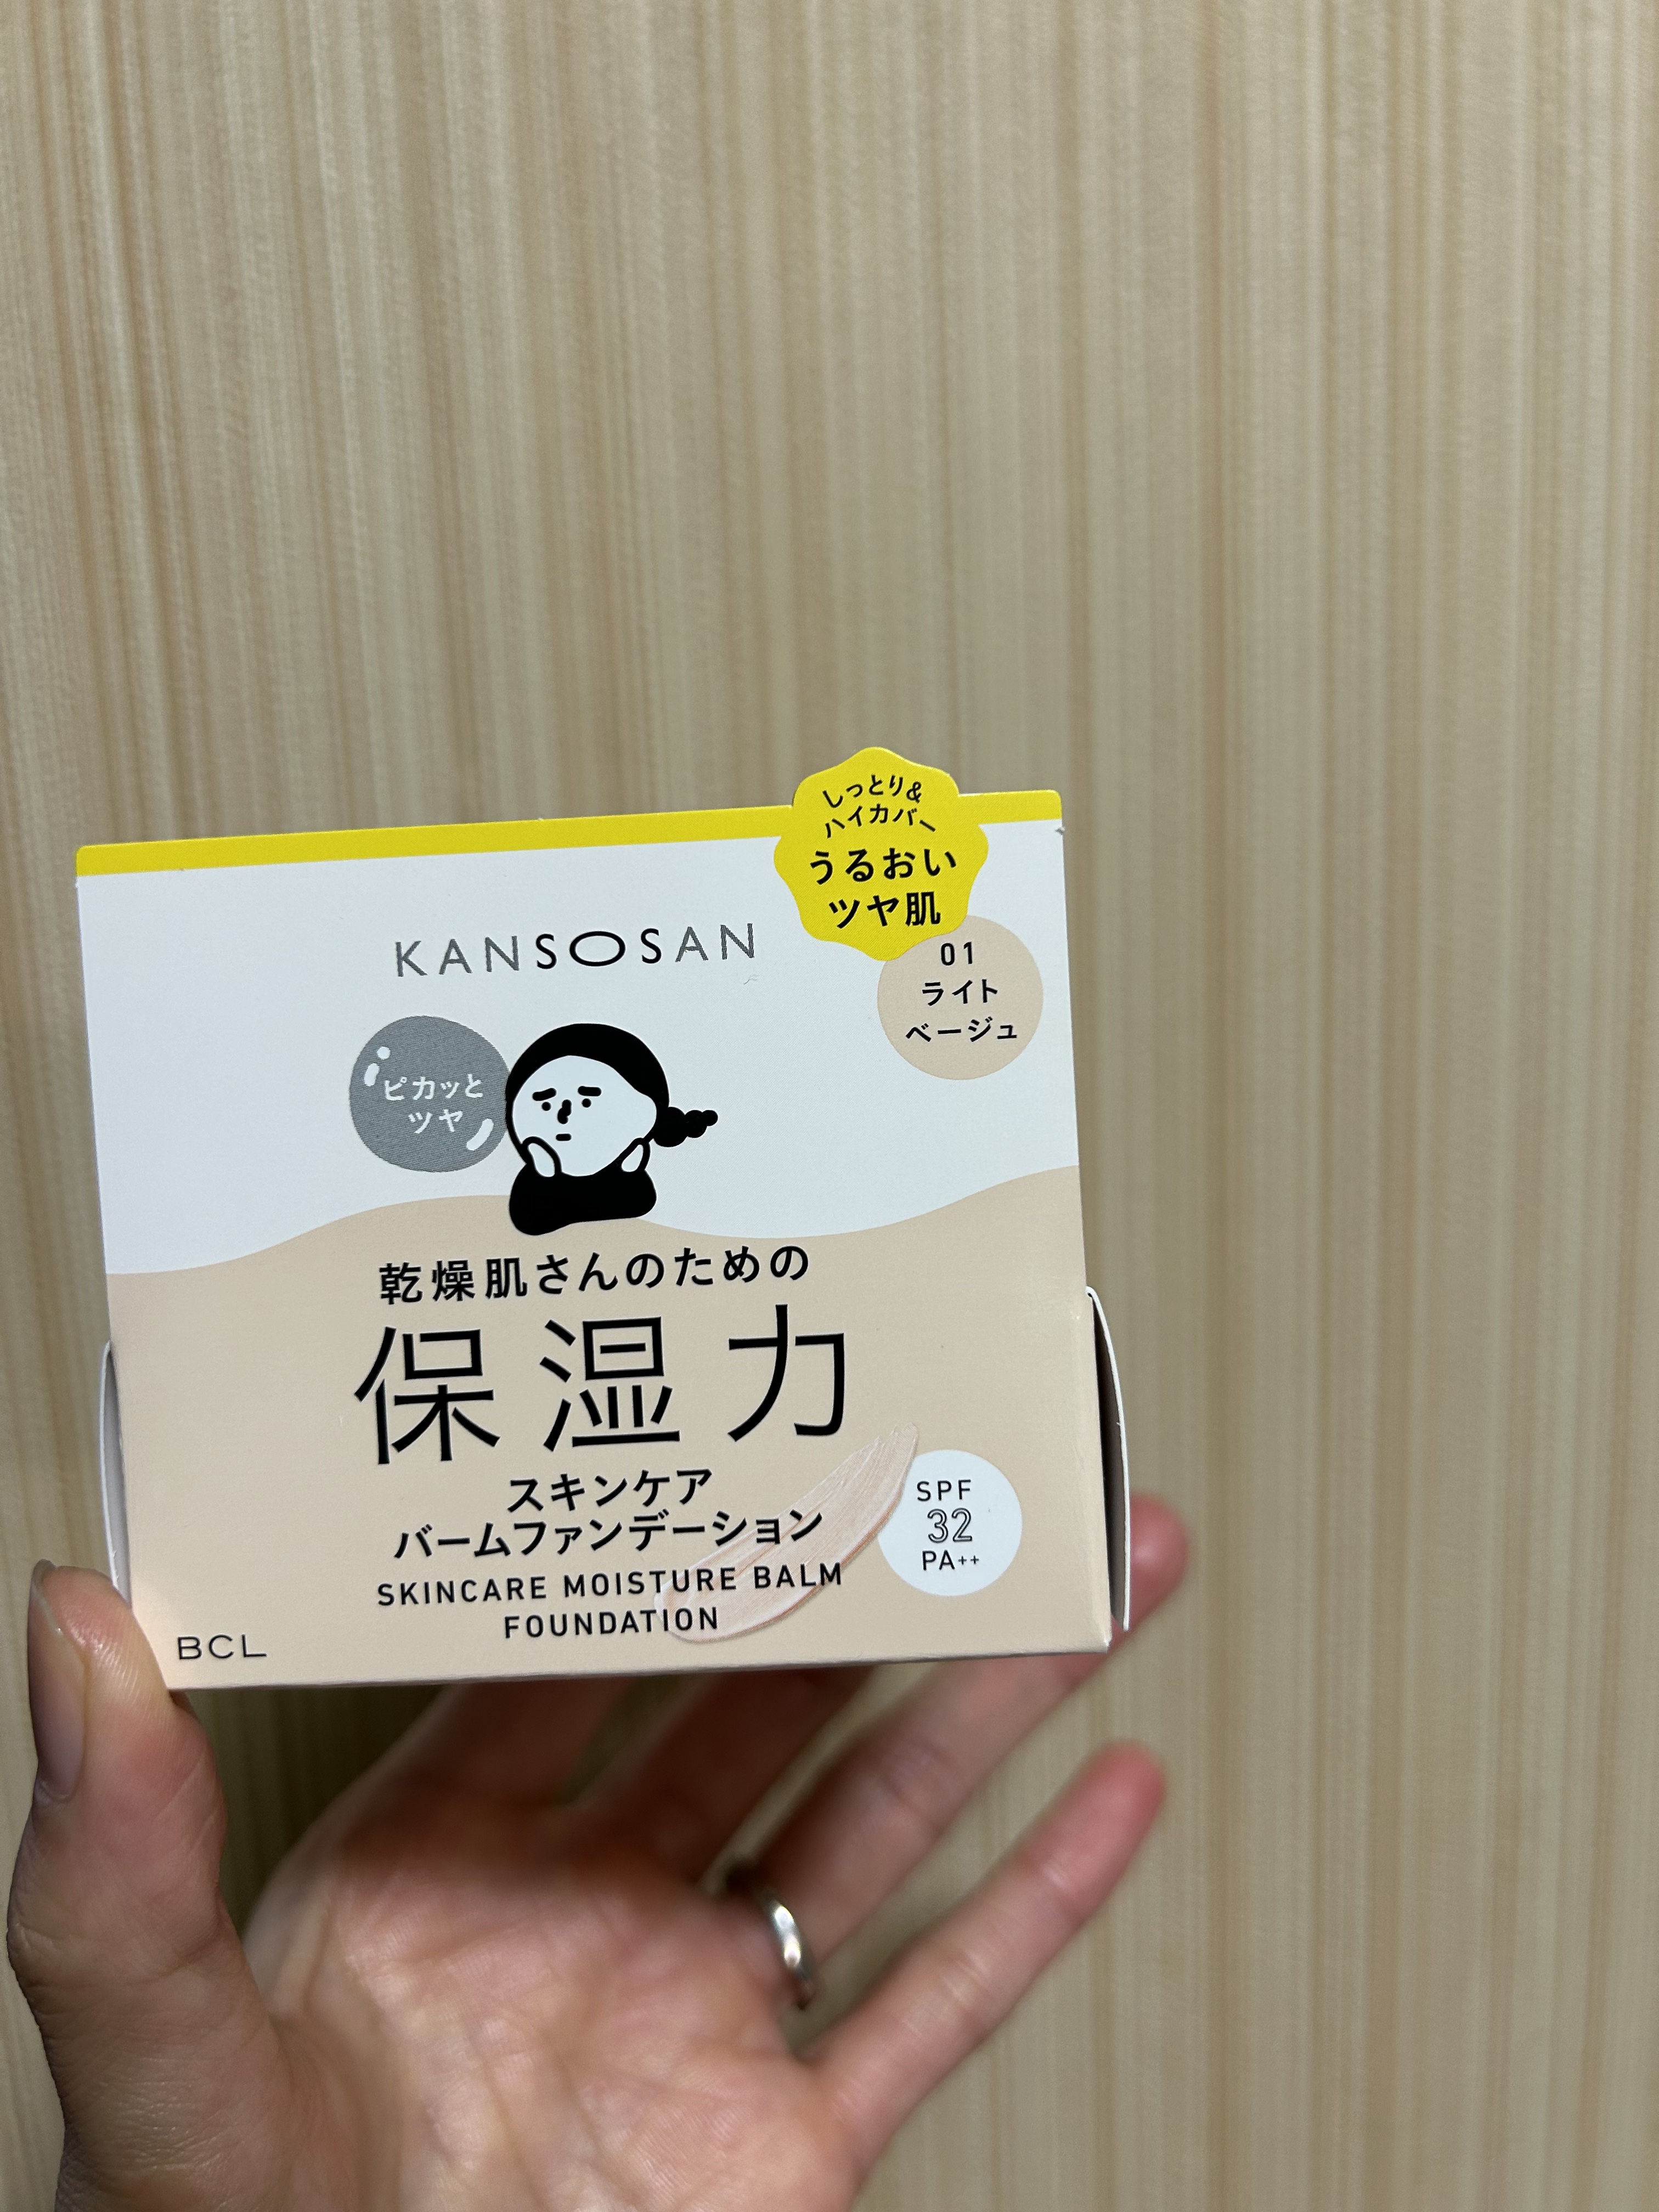 しっとり&
ハイカバー
うるおい
ツヤ肌
KANSOSAN
01
ライト
ベージュ
ピカッと
ツヤ
乾燥肌さんのための
保湿力
スキンケア
バームファンデーション
SKINCARE MOISTURE BALM
FOUNDATION
SPF
32
PA++
BCL